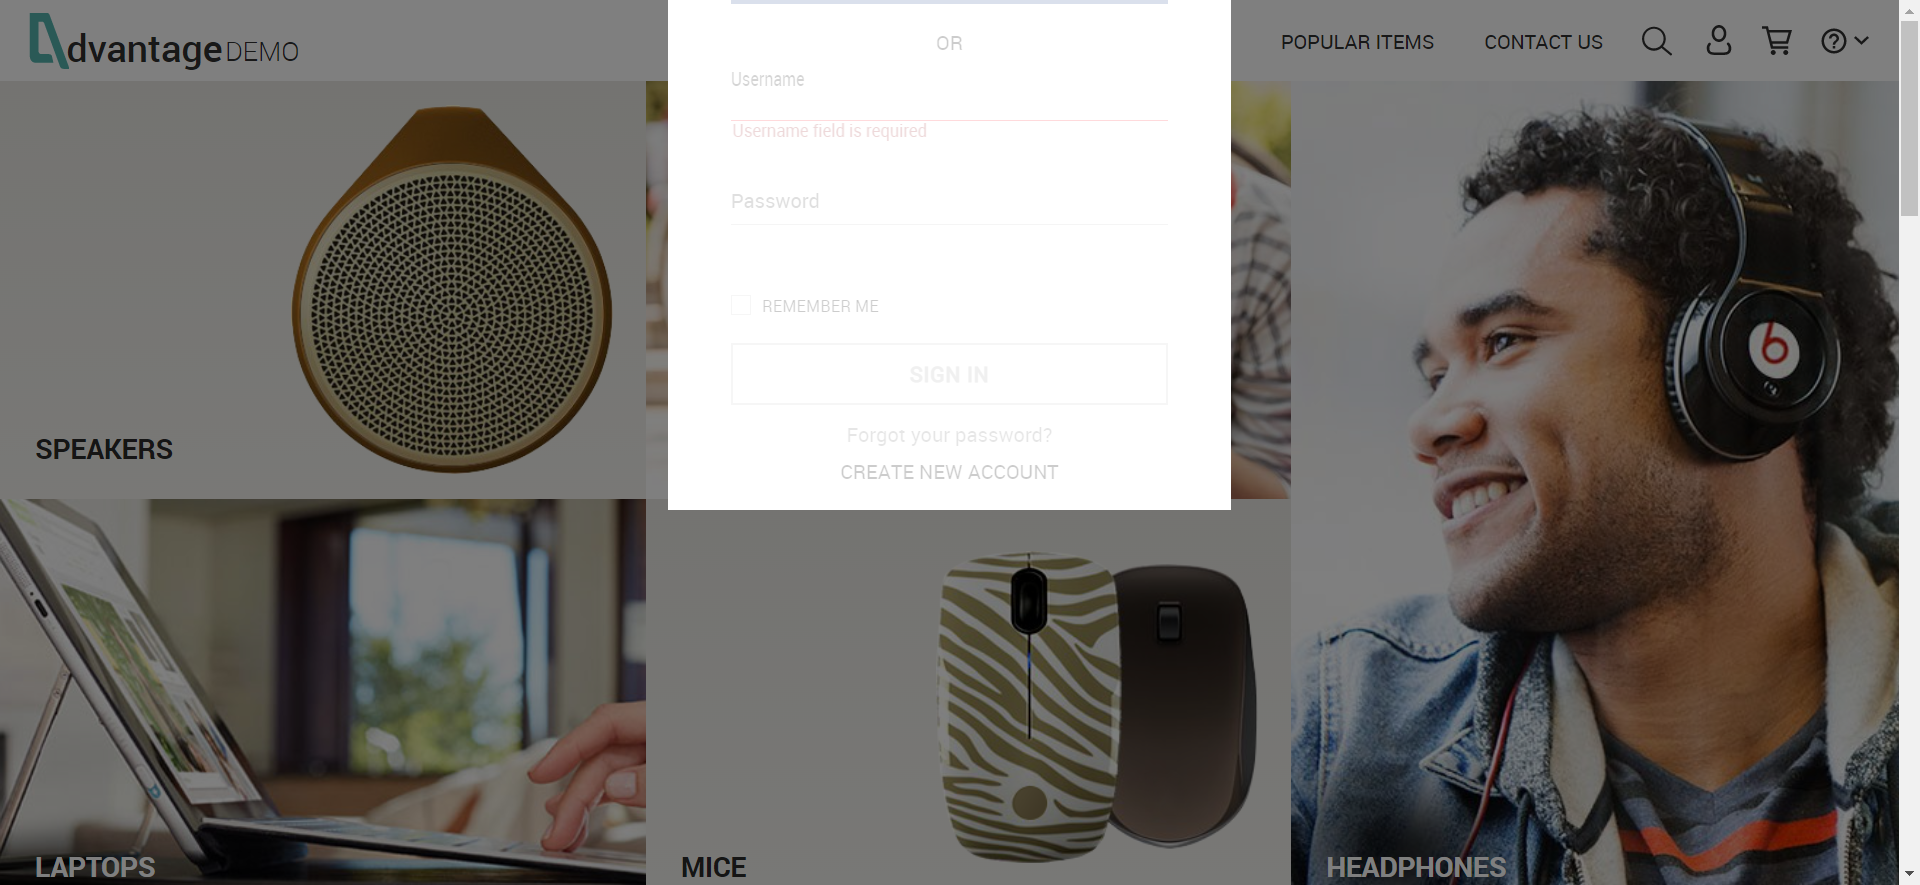 dvantage DEMO
POPULAR ITEMS
CONTACT US
OR
Username
Username field is required
Password
REMEMBER ME
SIGN IN
Forgot your password?
CREATE NEW ACCOUNT
SPEAKERS
LAPTOPS
MICE
HEADPHONES